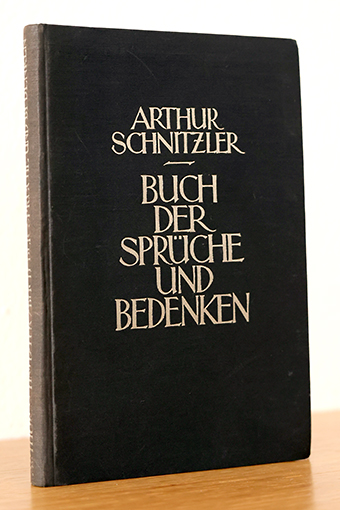 ARTHUR
SCHNITZLER
BUCH
DER
SPRÜCHE
UND
BEDENKEN